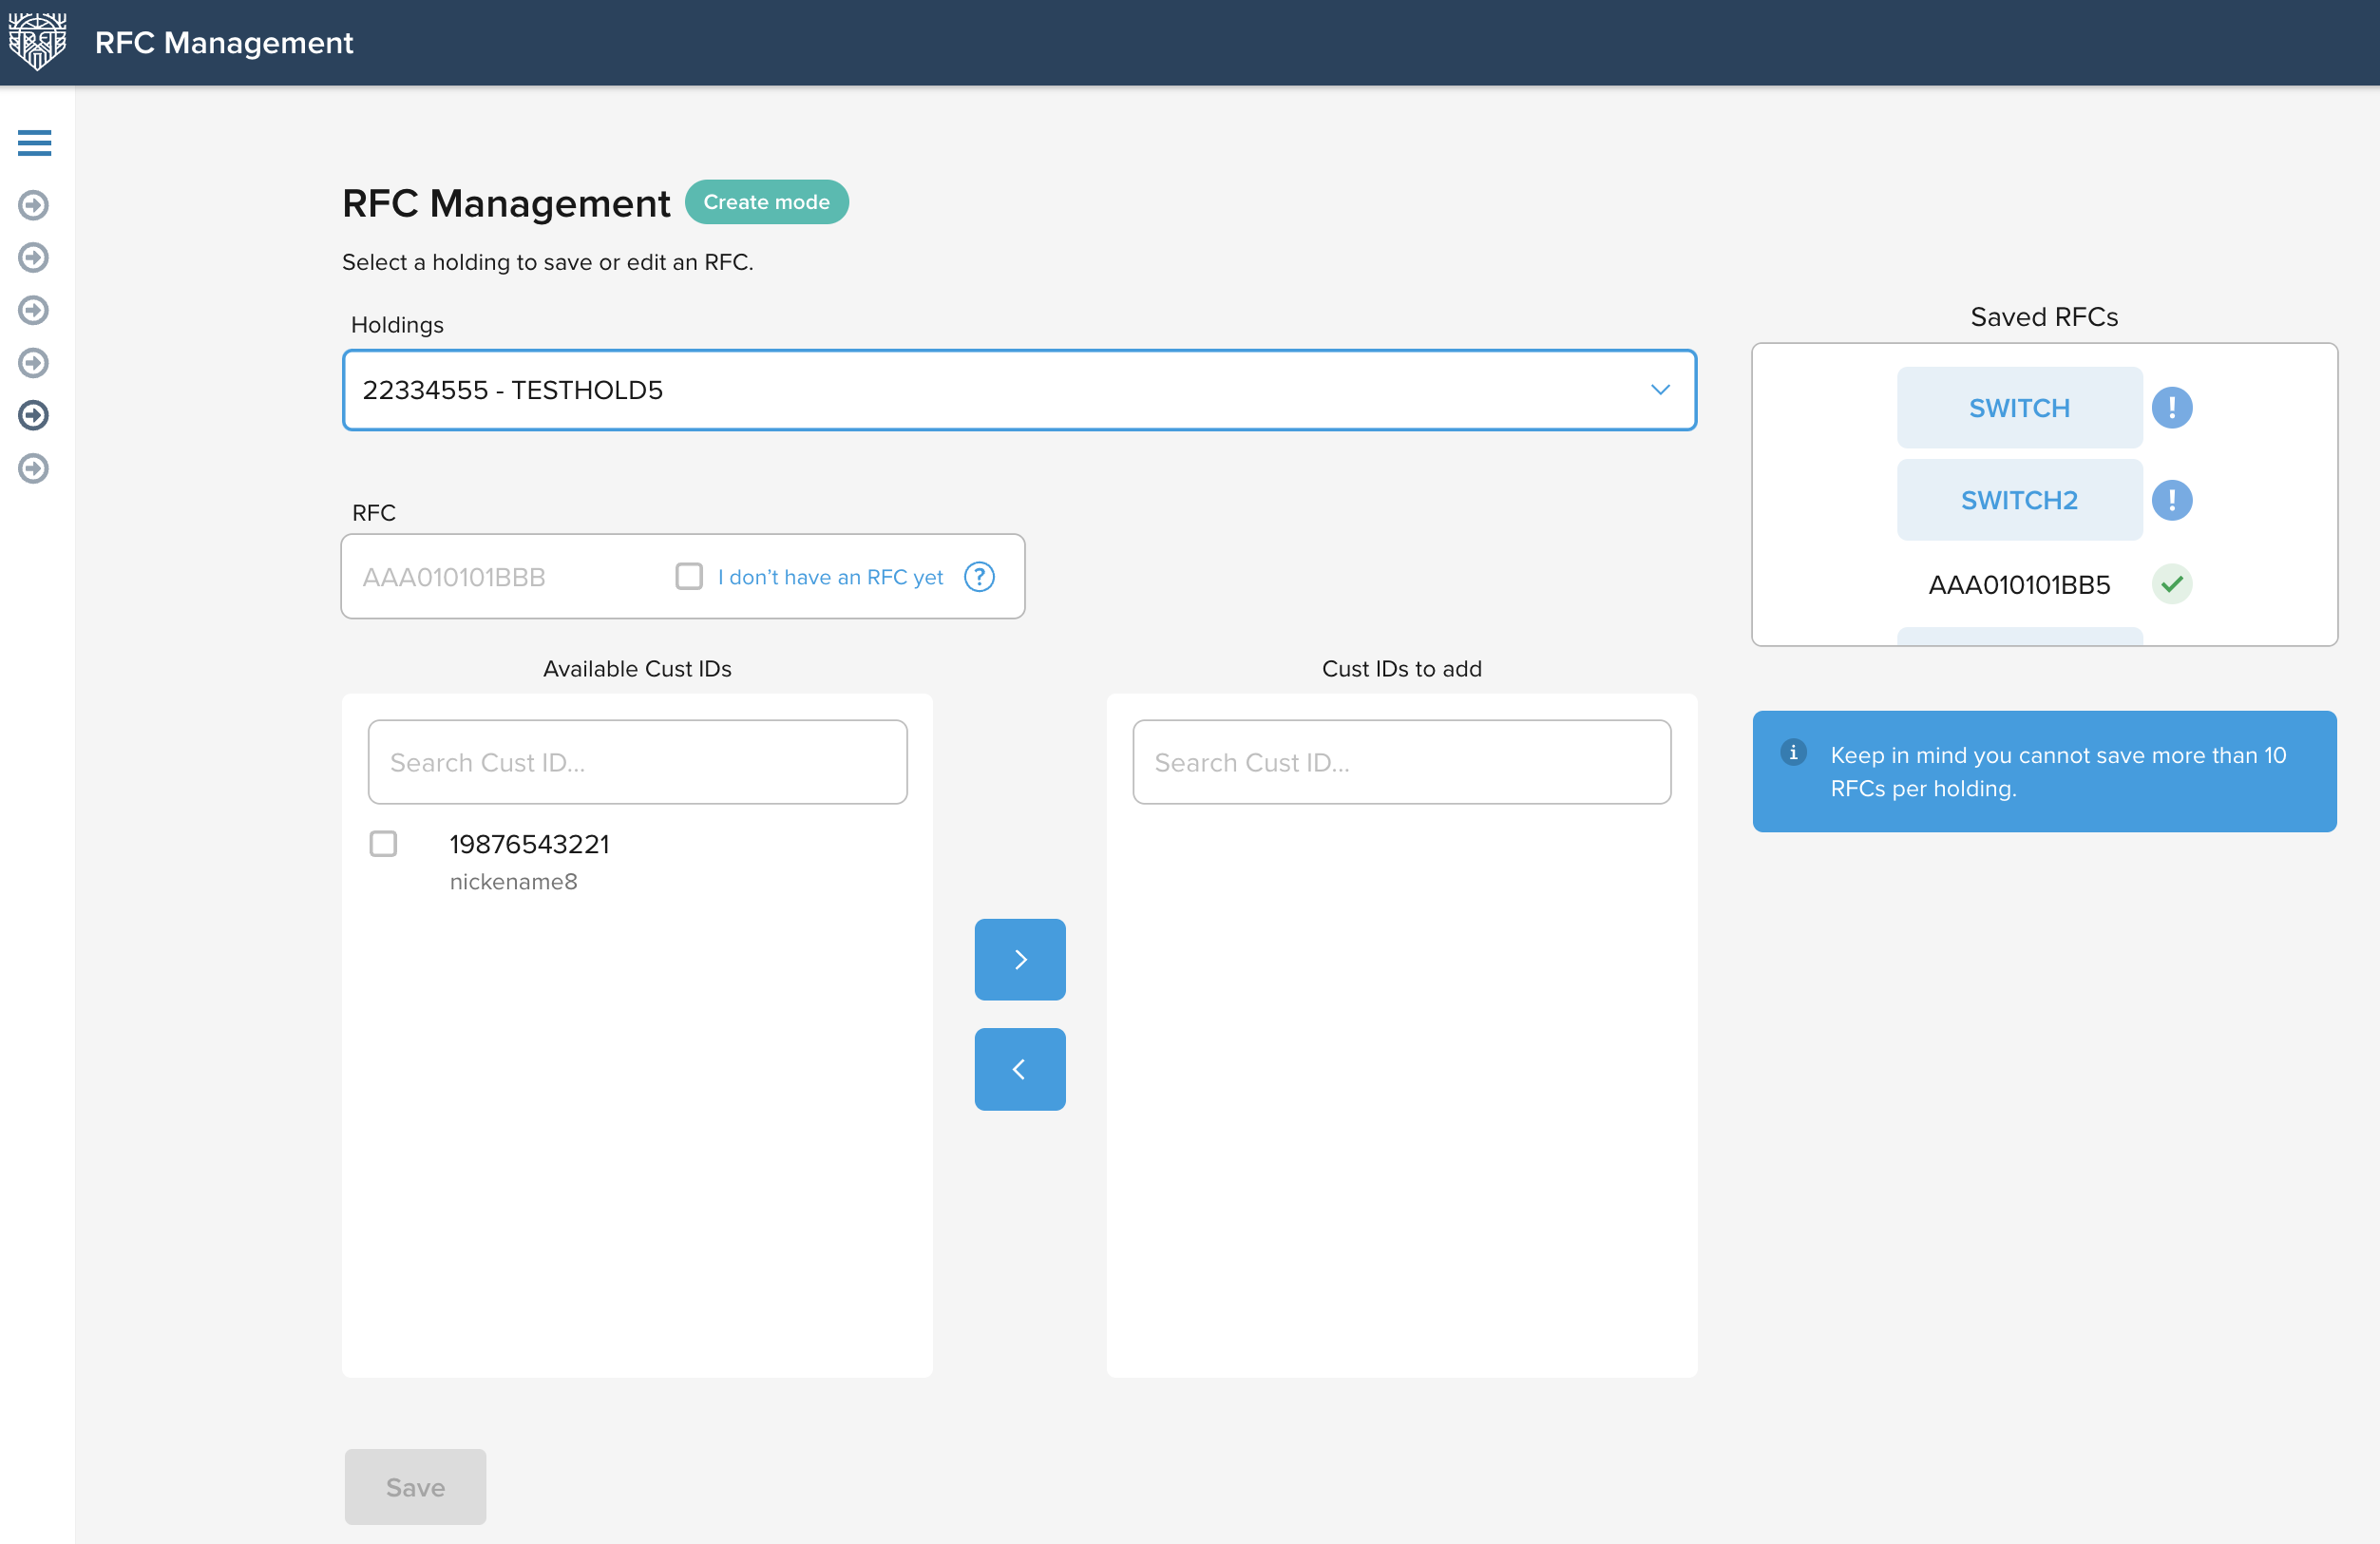 RFC Management
RFC Management
Create mode
Select a holding to save or edit an RFC.
Holdings
22334555 - TESTHOLD5
RFC
AAA010101BBB
I don't have an RFC yet
?
Saved RFCs
SWITCH
!
SWITCH2
!
AAA010101BB5
Keep in mind you cannot save more than 10
RFCs per holding.
Available Cust IDs
Search Cust ID...
19876543221
nickename8
Cust IDs to add
Search Cust ID...
Save